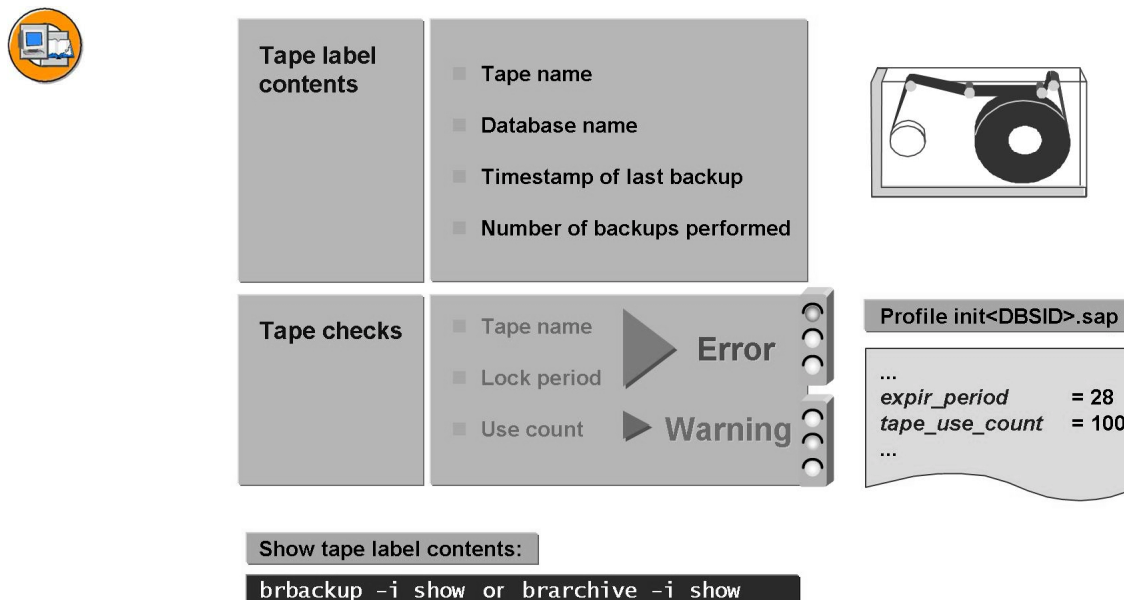 Tape label
contents
Tape name
Database name
Timestamp of last backup
Number of backups performed
Tape checks
Tape name
Lock period
Use count
Error
Warning
Profile init<DBSID>.sap
...
expir_period = 28
tape_use_count = 100
...
Show tape label contents:
brbackup -i show or brarchive -i show